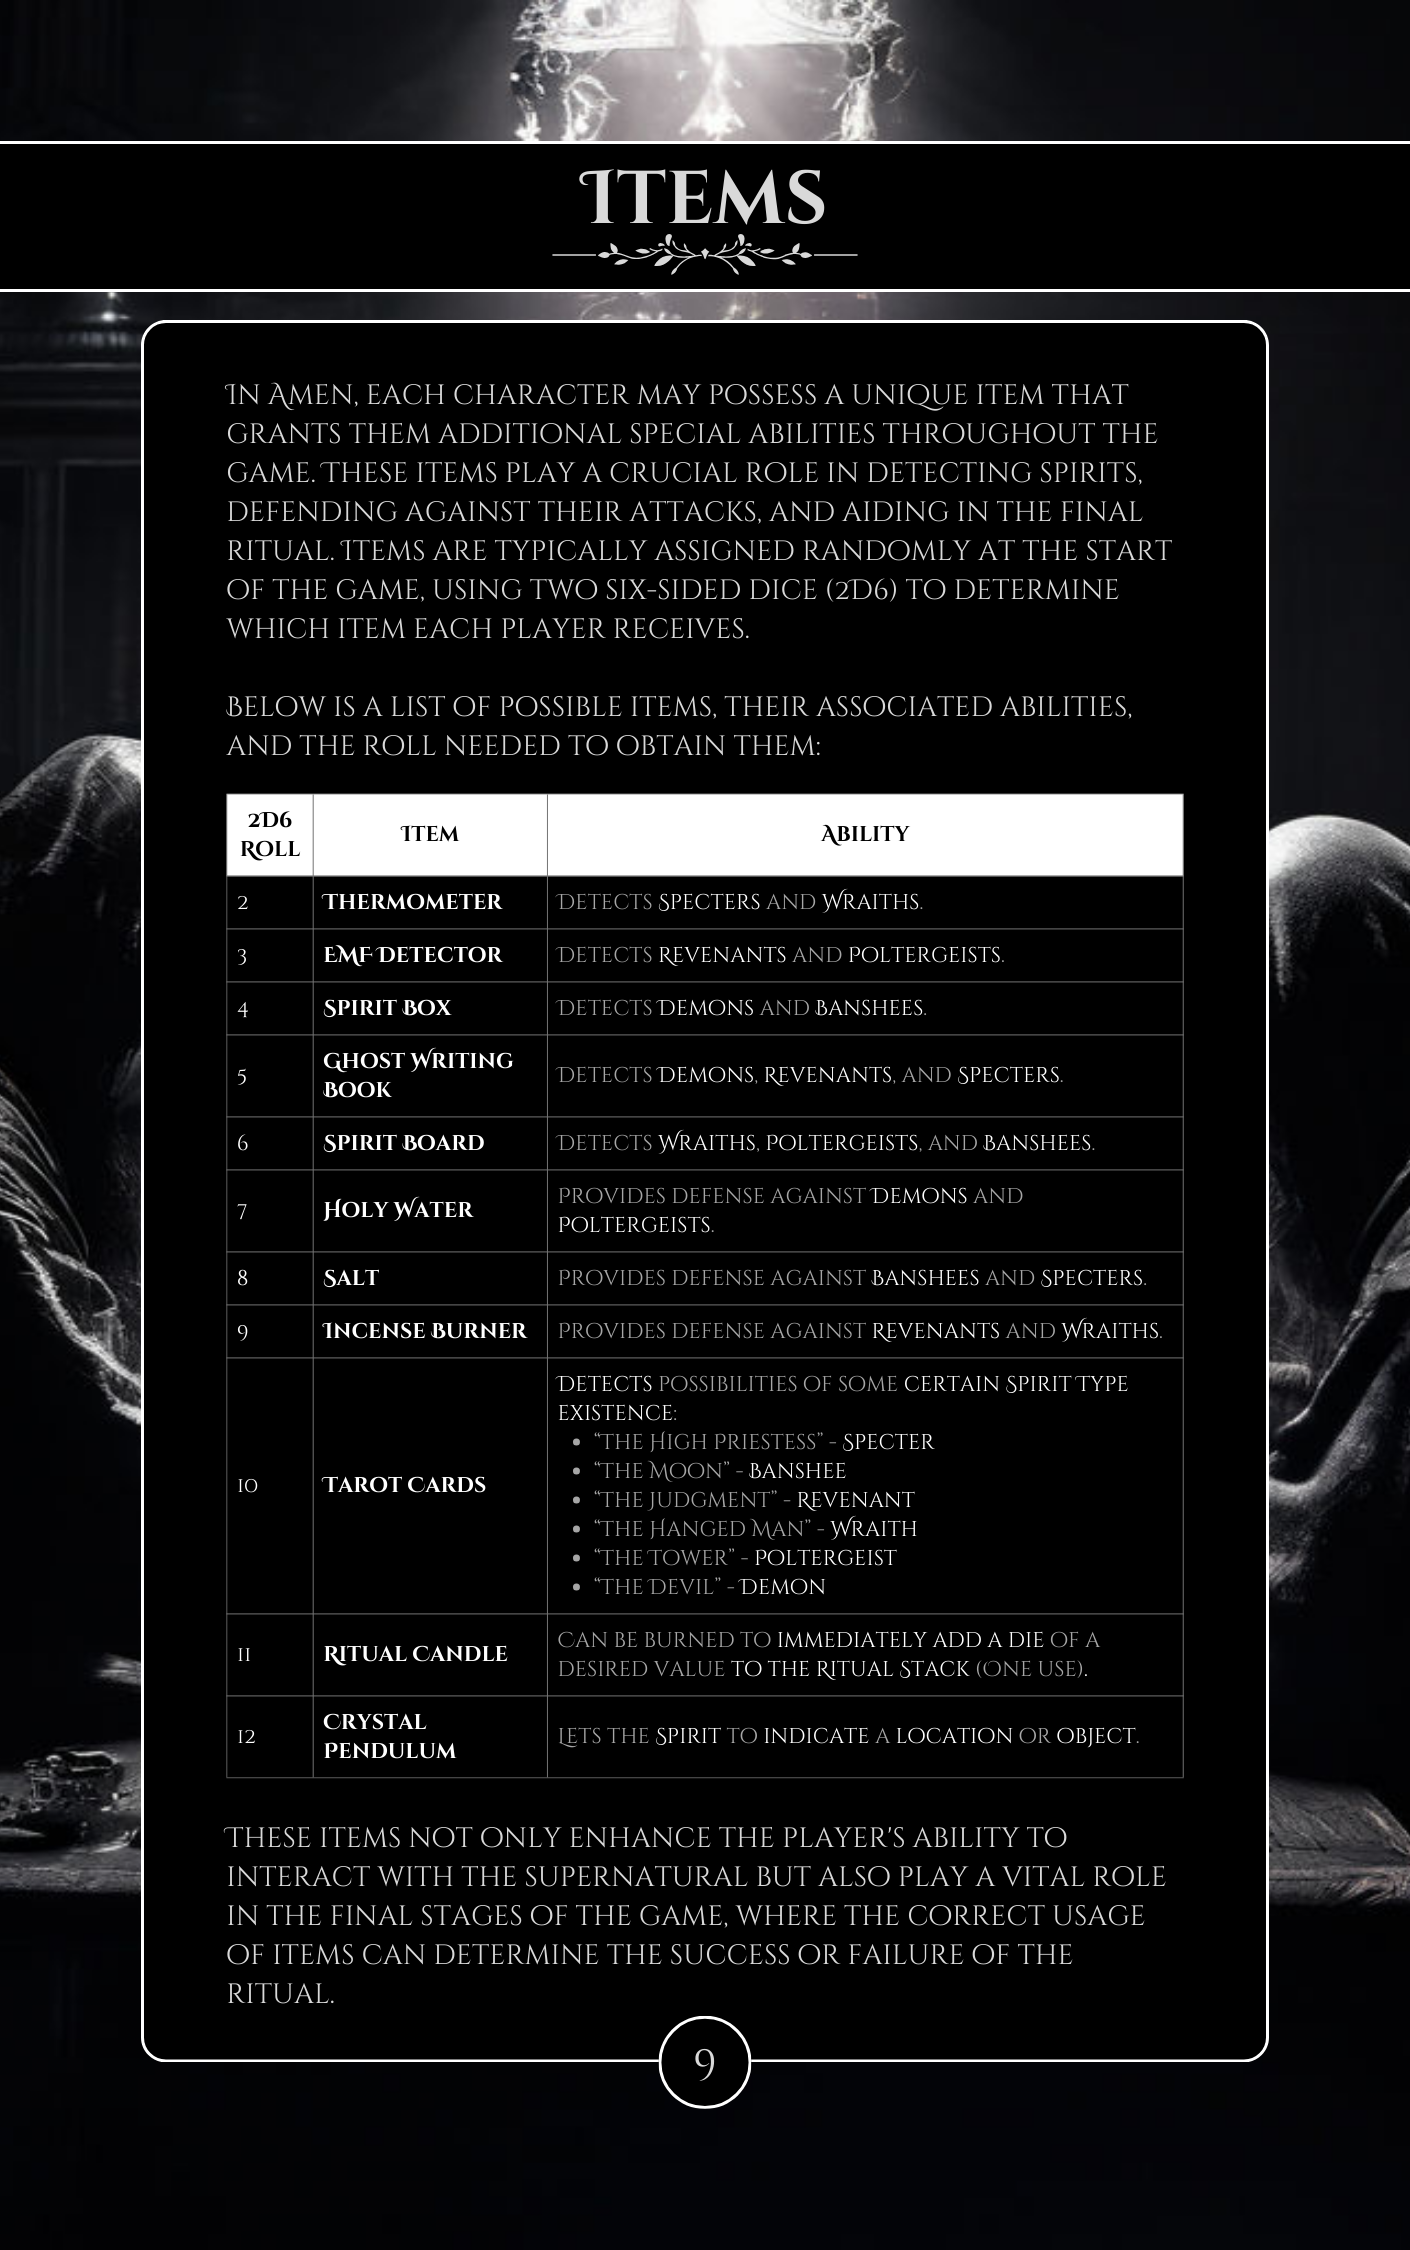 Items
In Amen, each character may possess a unique item that
grants them additional special abilities throughout the
game. These items play a crucial role in detecting spirits,
defending against their attacks, and aiding in the final
ritual. Items are typically assigned randomly at the start
of the game, using two six-sided dice (2D6) to determine
which item each player receives.
Below is a list of possible items, their associated abilities,
and the roll needed to obtain them:
2D6
Roll
Item
Ability
2
Thermometer
Detects Specters and Wraiths.
3
EMF Detector
Detects Revenants and Poltergeists.
4
Spirit Box
Detects Demons and Banshees.
5
Ghost Writing
Book
Detects Demons, Revenants, and Specters.
6
Spirit Board
Detects Wraiths, Poltergeists, and Banshees.
7
Holy Water
Provides defense against Demons and
Poltergeists.
8
Salt
Provides defense against Banshees and Specters.
9
Incense Burner
Provides defense against Revenants and Wraiths.
10
Tarot Cards
Detects possibilities of some certain Spirit Type
existence:
• “The High Priestess” - Specter
• “The Moon” - Banshee
• “The Judgment” - Revenant
• “The Hanged Man” - Wraith
• “The Tower” - Poltergeist
• “The Devil” - Demon
11
Ritual Candle
Can be burned to immediately add a die of a
desired value to the Ritual Stack (One use).
12
Crystal
Pendulum
Lets the Spirit to indicate a location or object.
These items not only enhance the player's ability to
interact with the supernatural but also play a vital role
in the final stages of the game, where the correct usage
of items can determine the success or failure of the
ritual.
9